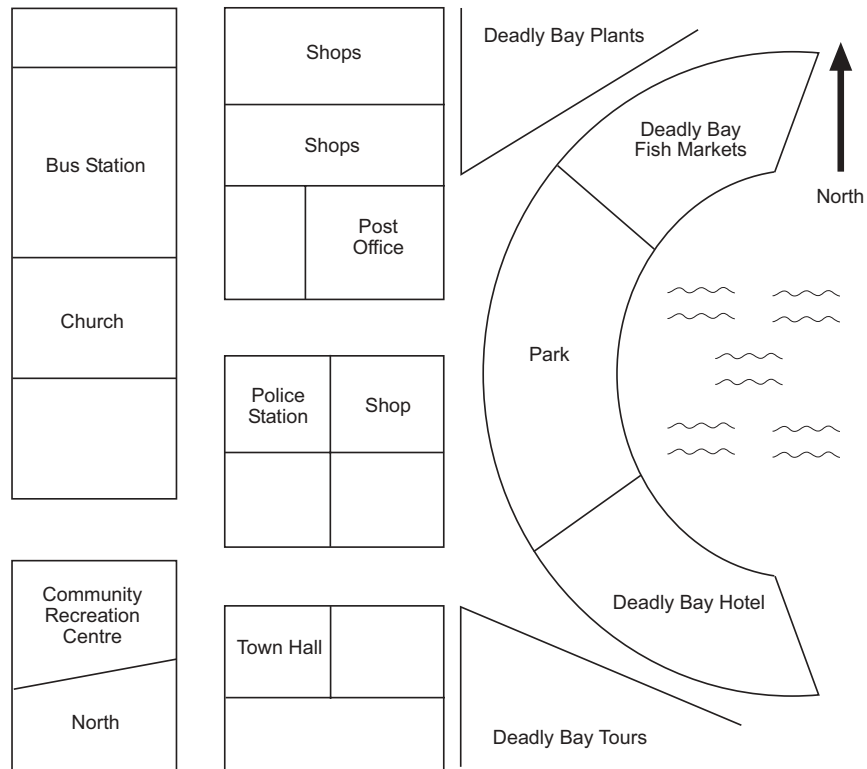 Deadly Bay Plants
Shops
Deadly Bay
Fish Markets
Shops
Bus Station
North
Post
Office
Church
Park
Police
Station
Shop
Community
Recreation
Centre
Deadly Bay Hotel
Town Hall
North
Deadly Bay Tours